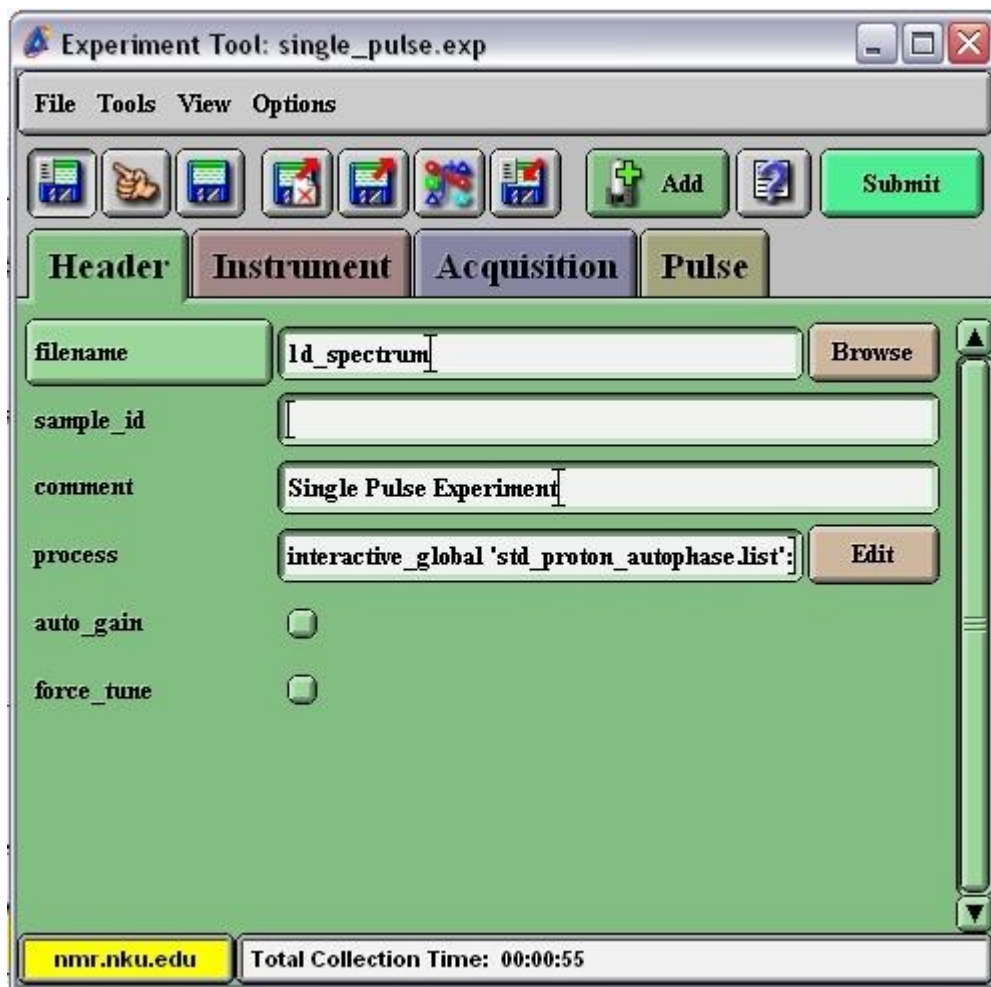 Experiment Tool: single_pulse.exp
File Tools View Options
Add Submit
Header Instrument Acquisition Pulse
filename 1d_spectrum Browse
sample_id
comment Single Pulse Experiment
process interactive_global 'std_proton_autophase.list': Edit
auto_gain
force_tune
nmr.nku.edu Total Collection Time: 00:00:55